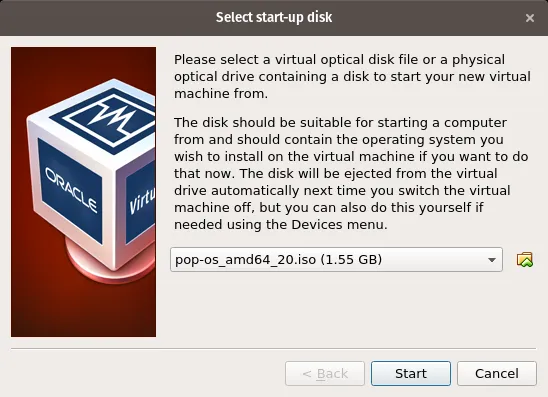 Select start-up disk
Please select a virtual optical disk file or a physical
optical drive containing a disk to start your new virtual
machine from.
The disk should be suitable for starting a computer
from and should contain the operating system you
wish to install on the virtual machine if you want to do
that now. The disk will be ejected from the virtual
drive automatically next time you switch the virtual
machine off, but you can also do this yourself if
needed using the Devices menu.
ORACLE
Virtu
pop-os_amd64_20.iso (1.55 GB)
< Back
Start
Cancel